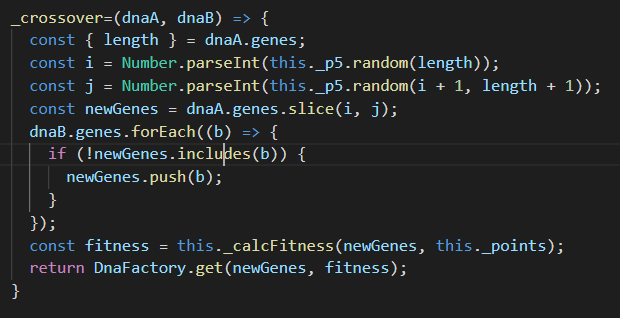 _crossover=(dnaA, dnaB) => {
  const { length } = dnaA.genes;
  const i = Number.parseInt(this._p5.random(length));
  const j = Number.parseInt(this._p5.random(i + 1, length + 1));
  const newGenes = dnaA.genes.slice(i, j);
  dnaB.genes.forEach((b) => {
    if (!newGenes.includes(b)) {
      newGenes.push(b);
    }
  });
  const fitness = this._calcFitness(newGenes, this._points);
  return DnaFactory.get(newGenes, fitness);
}